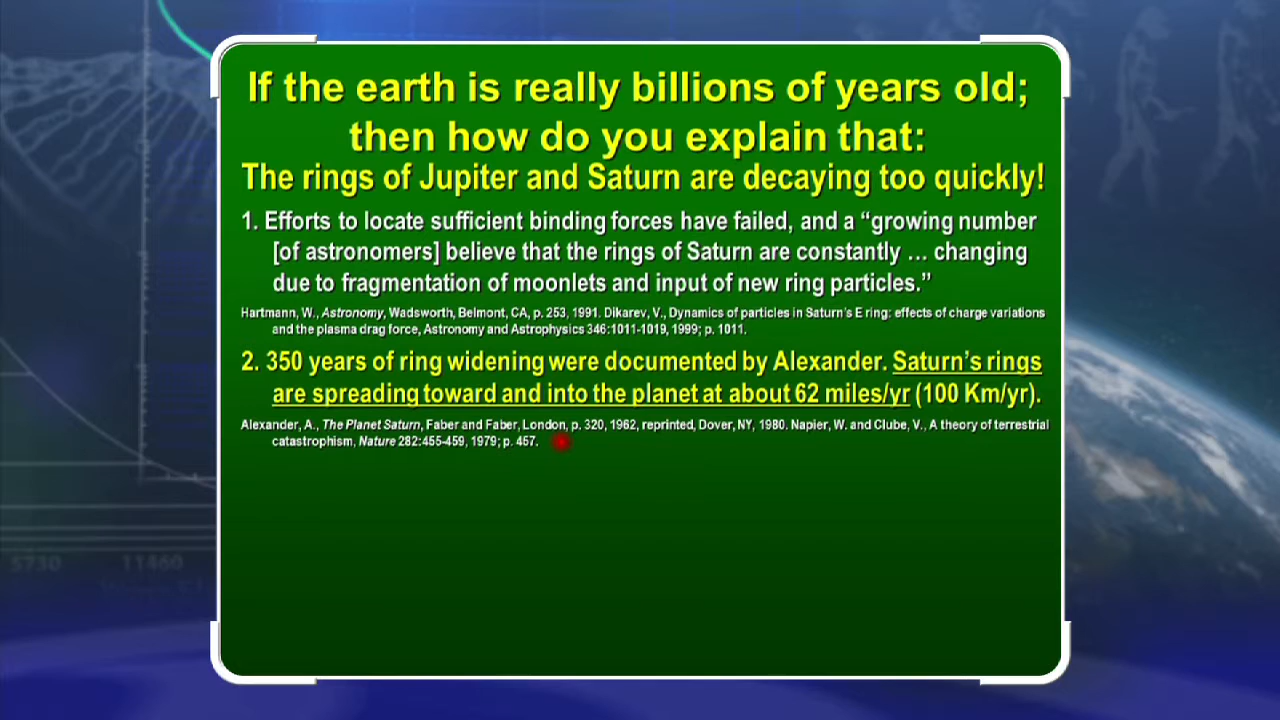 If the earth is really billions of years old;
then how do you explain that:
The rings of Jupiter and Saturn are decaying too quickly!
1. Efforts to locate sufficient binding forces have failed, and a “growing number
[of astronomers] believe that the rings of Saturn are constantly … changing
due to fragmentation of moonlets and input of new ring particles.”
Hartmann, W., Astronomy, Wadsworth, Belmont, CA, p. 253, 1991. Dikarev, V., Dynamics of particles in Saturn's E ring: effects of charge variations
and the plasma drag force, Astronomy and Astrophysics 346:1011-1019, 1999; p. 1011.
2. 350 years of ring widening were documented by Alexander. Saturn's rings
are spreading toward and into the planet at about 62 miles/yr (100 Km/yr).
Alexander, A., The Planet Saturn, Faber and Faber, London, p. 320, 1962, reprinted, Dover, NY, 1980. Napier, W. and Clube, V., A theory of terrestrial
catastrophism, Nature 282:455-459, 1979; p. 457.
5730 11460